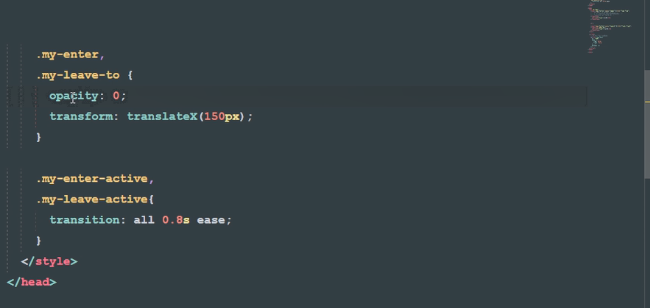 .my-enter,
.my-leave-to {
opacity: 0;
transform: translateX(150px);
}
.my-enter-active,
.my-leave-active{
transition: all 0.8s ease;
}
</style>
</head>